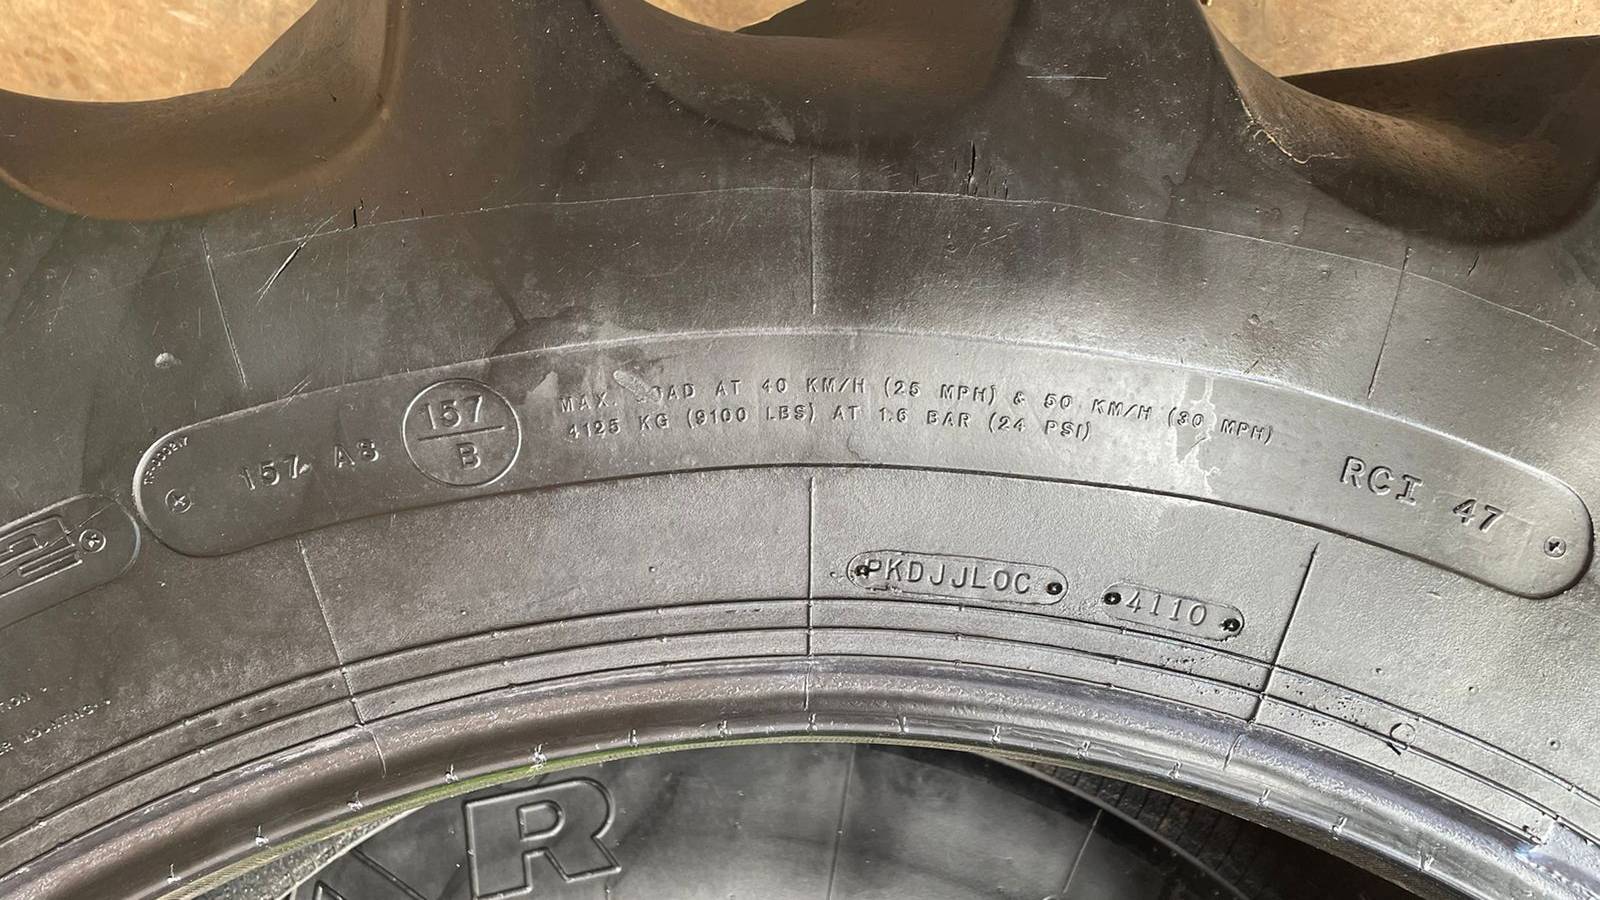 157 A8
157
B
MAX. LOAD AT 40 KM/H (25 MPH) & 50 KM/H (30 MPH)
4125 KG (9100 LBS) AT 1.6 BAR (24 PSI)
RCI 47
PKDJJLOC
4110
MOUNTING.
R